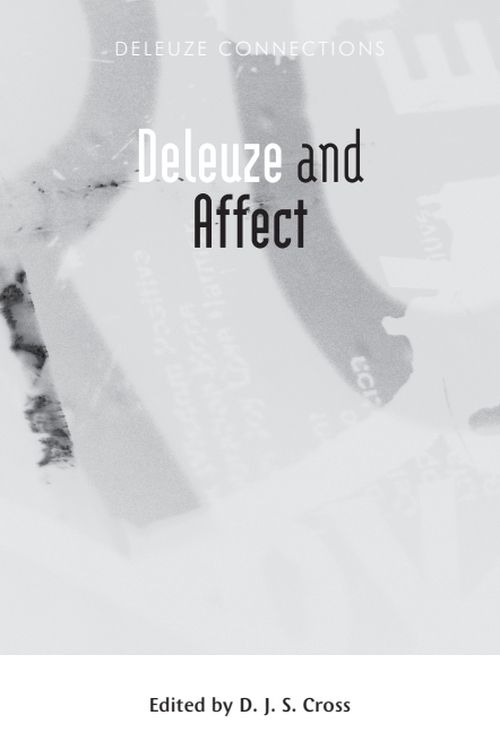 DELEUZE CONNECTIONS
Deleuze and
Affect
Edited by D. J. S. Cross